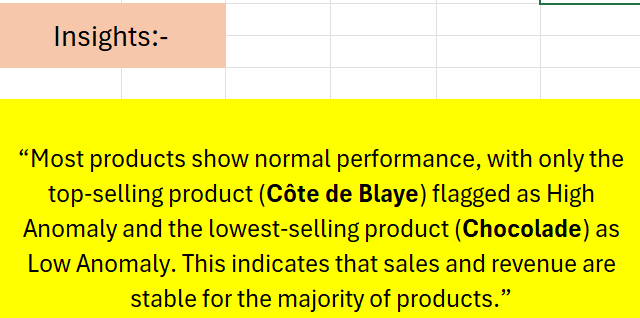 Insights:-
“Most products show normal performance, with only the
top-selling product (Côte de Blaye) flagged as High
Anomaly and the lowest-selling product (Chocolade) as
Low Anomaly. This indicates that sales and revenue are
stable for the majority of products.”